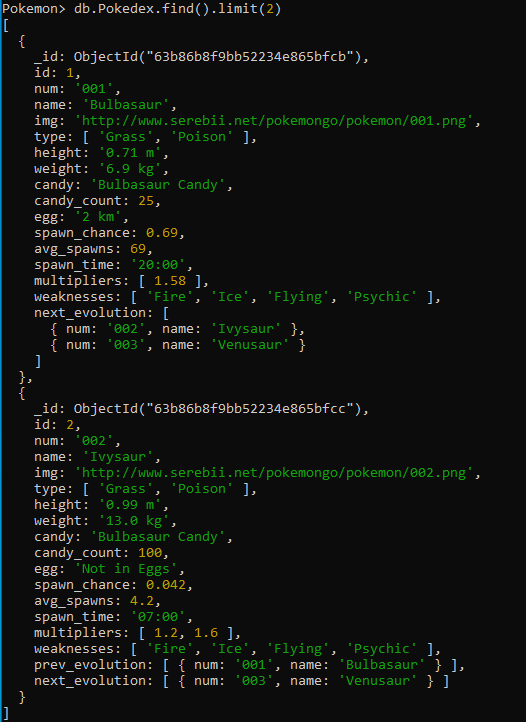 Pokemon> db.Pokedex.find().limit(2)
[
  {
    _id: ObjectId("63b86b8f9bb52234e865bfcb"),
    id: 1,
    num: '001',
    name: 'Bulbasaur',
    img: 'http://www.serebii.net/pokemongo/pokemon/001.png',
    type: [ 'Grass', 'Poison' ],
    height: '0.71 m',
    weight: '6.9 kg',
    candy: 'Bulbasaur Candy',
    candy_count: 25,
    egg: '2 km',
    spawn_chance: 0.69,
    avg_spawns: 69,
    spawn_time: '20:00',
    multipliers: [ 1.58 ],
    weaknesses: [ 'Fire', 'Ice', 'Flying', 'Psychic' ],
    next_evolution: [
      { num: '002', name: 'Ivysaur' },
      { num: '003', name: 'Venusaur' }
    ]
  },
  {
    _id: ObjectId("63b86b8f9bb52234e865bfcc"),
    id: 2,
    num: '002',
    name: 'Ivysaur',
    img: 'http://www.serebii.net/pokemongo/pokemon/002.png',
    type: [ 'Grass', 'Poison' ],
    height: '0.99 m',
    weight: '13.0 kg',
    candy: 'Bulbasaur Candy',
    candy_count: 100,
    egg: 'Not in Eggs',
    spawn_chance: 0.042,
    avg_spawns: 4.2,
    spawn_time: '07:00',
    multipliers: [ 1.2, 1.6 ],
    weaknesses: [ 'Fire', 'Ice', 'Flying', 'Psychic' ],
    prev_evolution: [ { num: '001', name: 'Bulbasaur' } ],
    next_evolution: [ { num: '003', name: 'Venusaur' } ]
  }
]